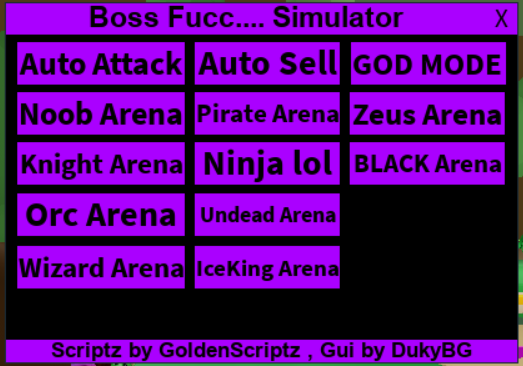 Boss Fucc.... Simulator X
Auto Attack Auto Sell GOD MODE
Noob Arena Pirate Arena Zeus Arena
Knight Arena Ninja lol BLACK Arena
Orc Arena Undead Arena
Wizard Arena IceKing Arena
Scriptz by GoldenScriptz , Gui by DukyBG